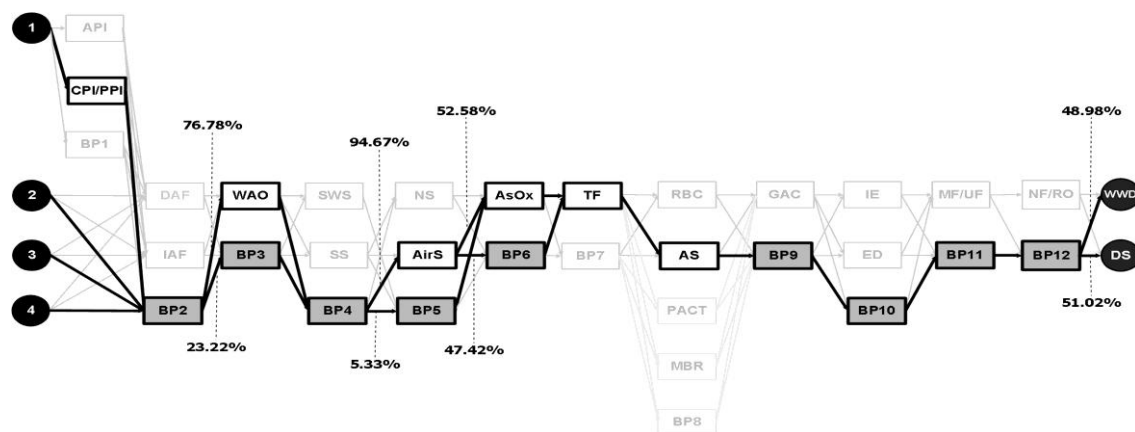 1
API
CPI/PPI
BP1
52.58%
48.98%
76.78%
94.67%
2
DAF
WAO
SWS
NS
AsOx
TF
RBC
GAC
IE
MF/UF
NF/RO
WWD
3
IAF
BP3
SS
AirS
BP6
BP7
AS
BP9
ED
BP11
BP12
DS
4
BP2
BP4
BP5
PACT
BP10
51.02%
23.22%
5.33%
47.42%
MBR
BP8